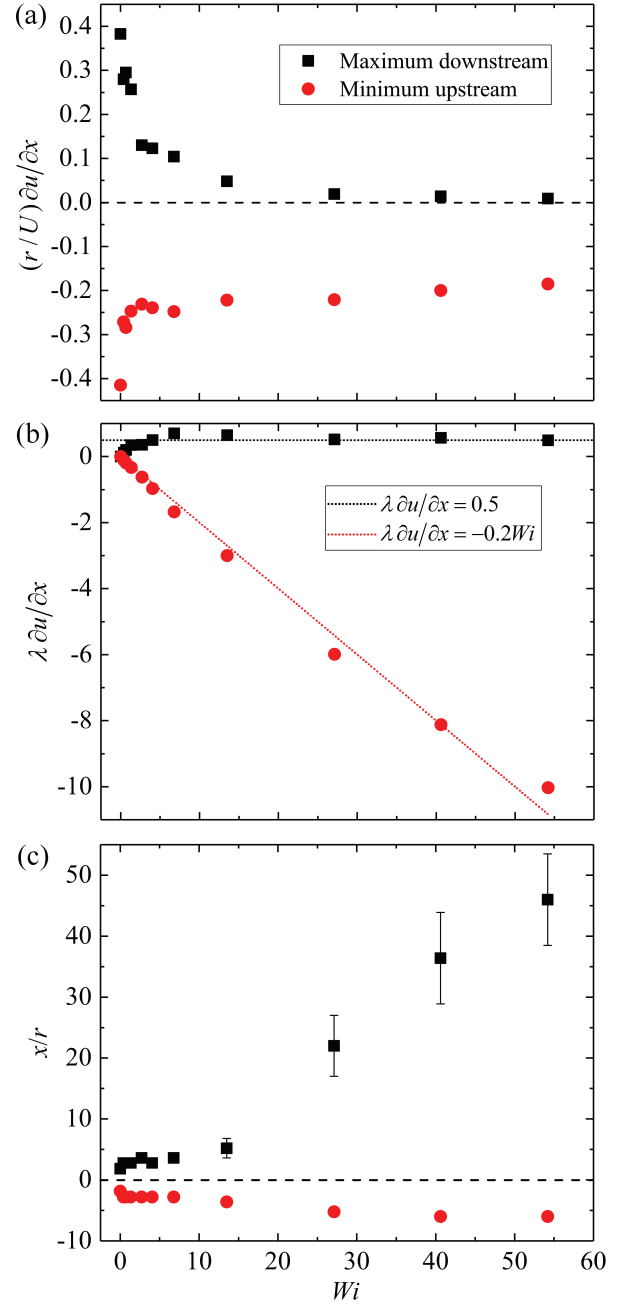 (a)
0.4
0.3
0.2
0.1
0.0
-0.1
-0.2
-0.3
-0.4
(r / U) ∂u/∂x
Maximum downstream
Minimum upstream
(b)
0
-2
-4
-6
-8
-10
λ ∂u/∂x
λ ∂u/∂x = 0.5
λ ∂u/∂x = −0.2Wi
(c)
50
40
30
20
10
0
-10
x/r
0 10 20 30 40 50 60
Wi